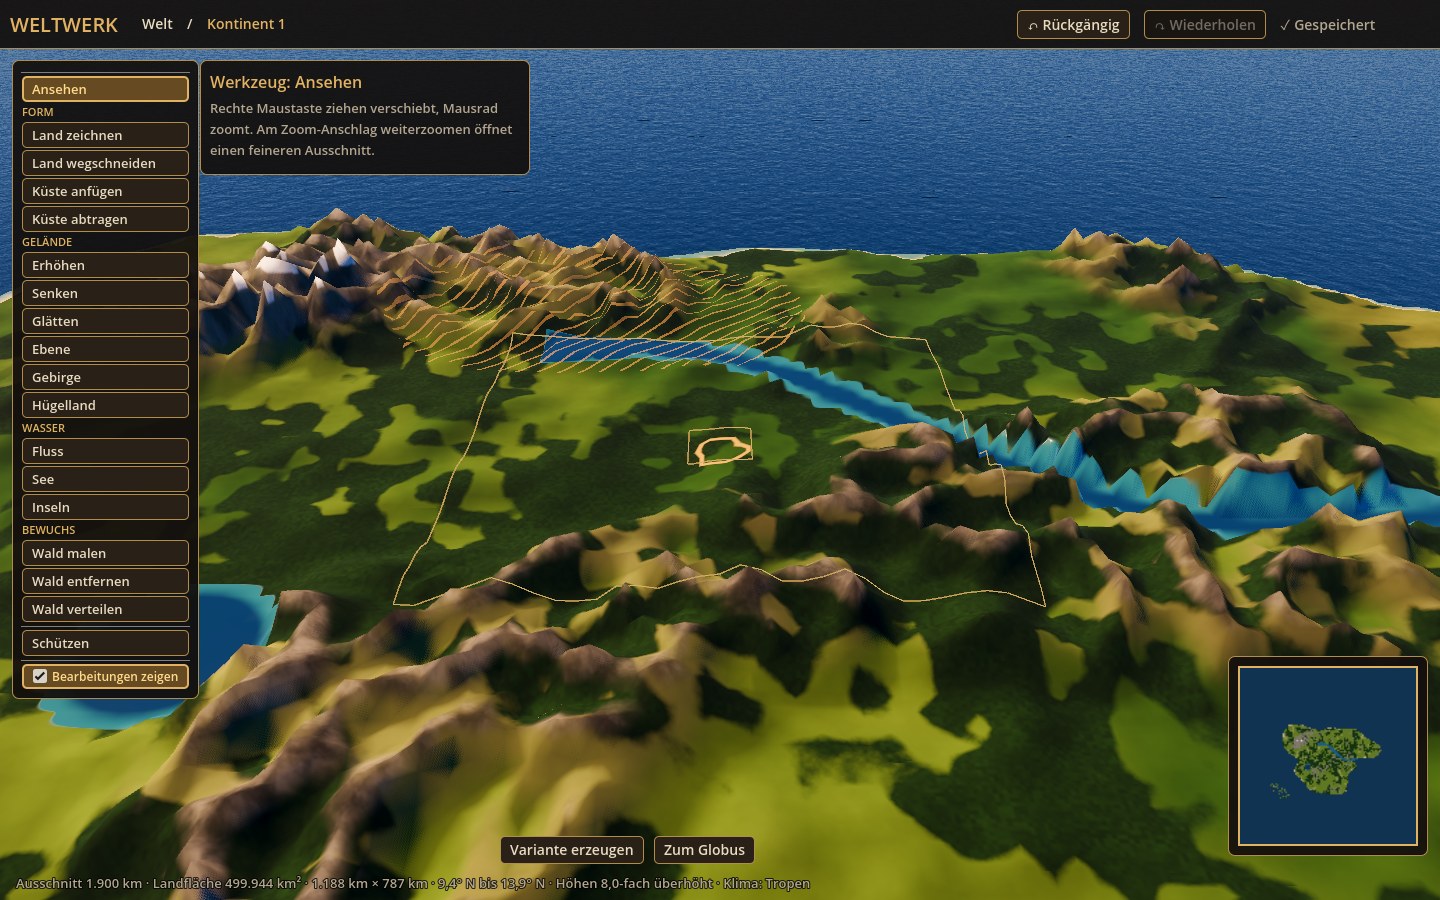 WELTWERK Welt / Kontinent 1 Rückgängig Wiederholen ✓ Gespeichert
Ansehen
FORM
Land zeichnen
Land wegschneiden
Küste anfügen
Küste abtragen
GELÄNDE
Erhöhen
Senken
Glätten
Ebene
Gebirge
Hügelland
WASSER
Fluss
See
Inseln
BEWUCHS
Wald malen
Wald entfernen
Wald verteilen
Schützen
Bearbeitungen zeigen
Werkzeug: Ansehen
Rechte Maustaste ziehen verschiebt, Mausrad
zoomt. Am Zoom-Anschlag weiterzoomen öffnet
einen feineren Ausschnitt.
Variante erzeugen Zum Globus
Ausschnitt 1.900 km · Landfläche 499.944 km² · 1.188 km × 787 km · 9,4° N bis 13,9° N · Höhen 8,0-fach überhöht · Klima: Tropen